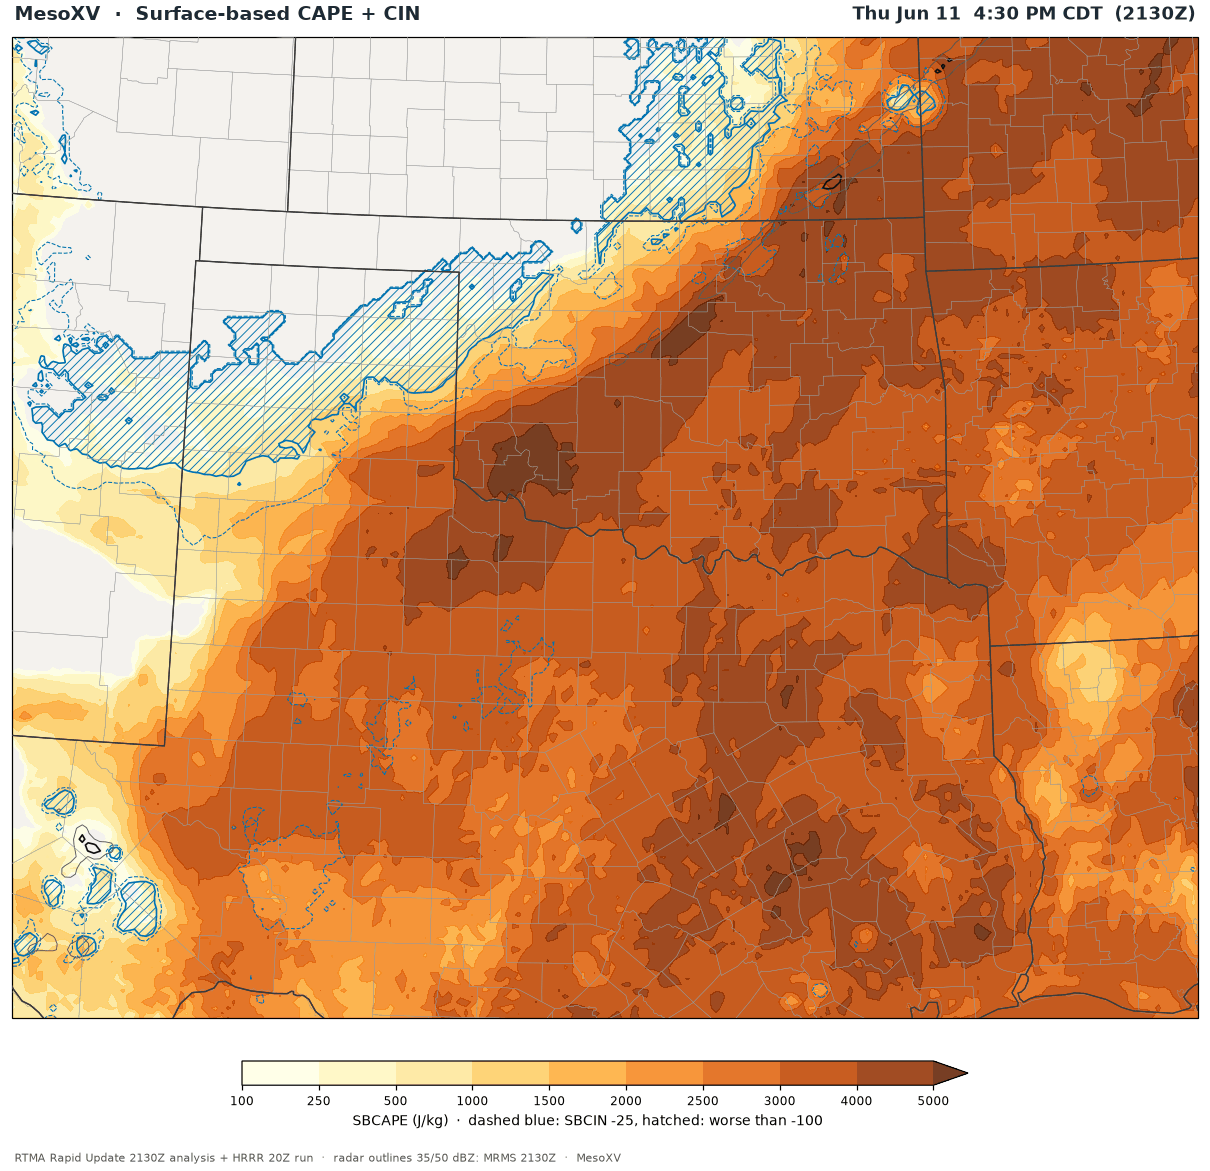 MesoXV · Surface-based CAPE + CIN
Thu Jun 11 4:30 PM CDT (2130Z)
100 250 500 1000 1500 2000 2500 3000 4000 5000
SBCAPE (J/kg) · dashed blue: SBCIN -25, hatched: worse than -100
RTMA Rapid Update 2130Z analysis + HRRR 20Z run · radar outlines 35/50 dBZ: MRMS 2130Z · MesoXV